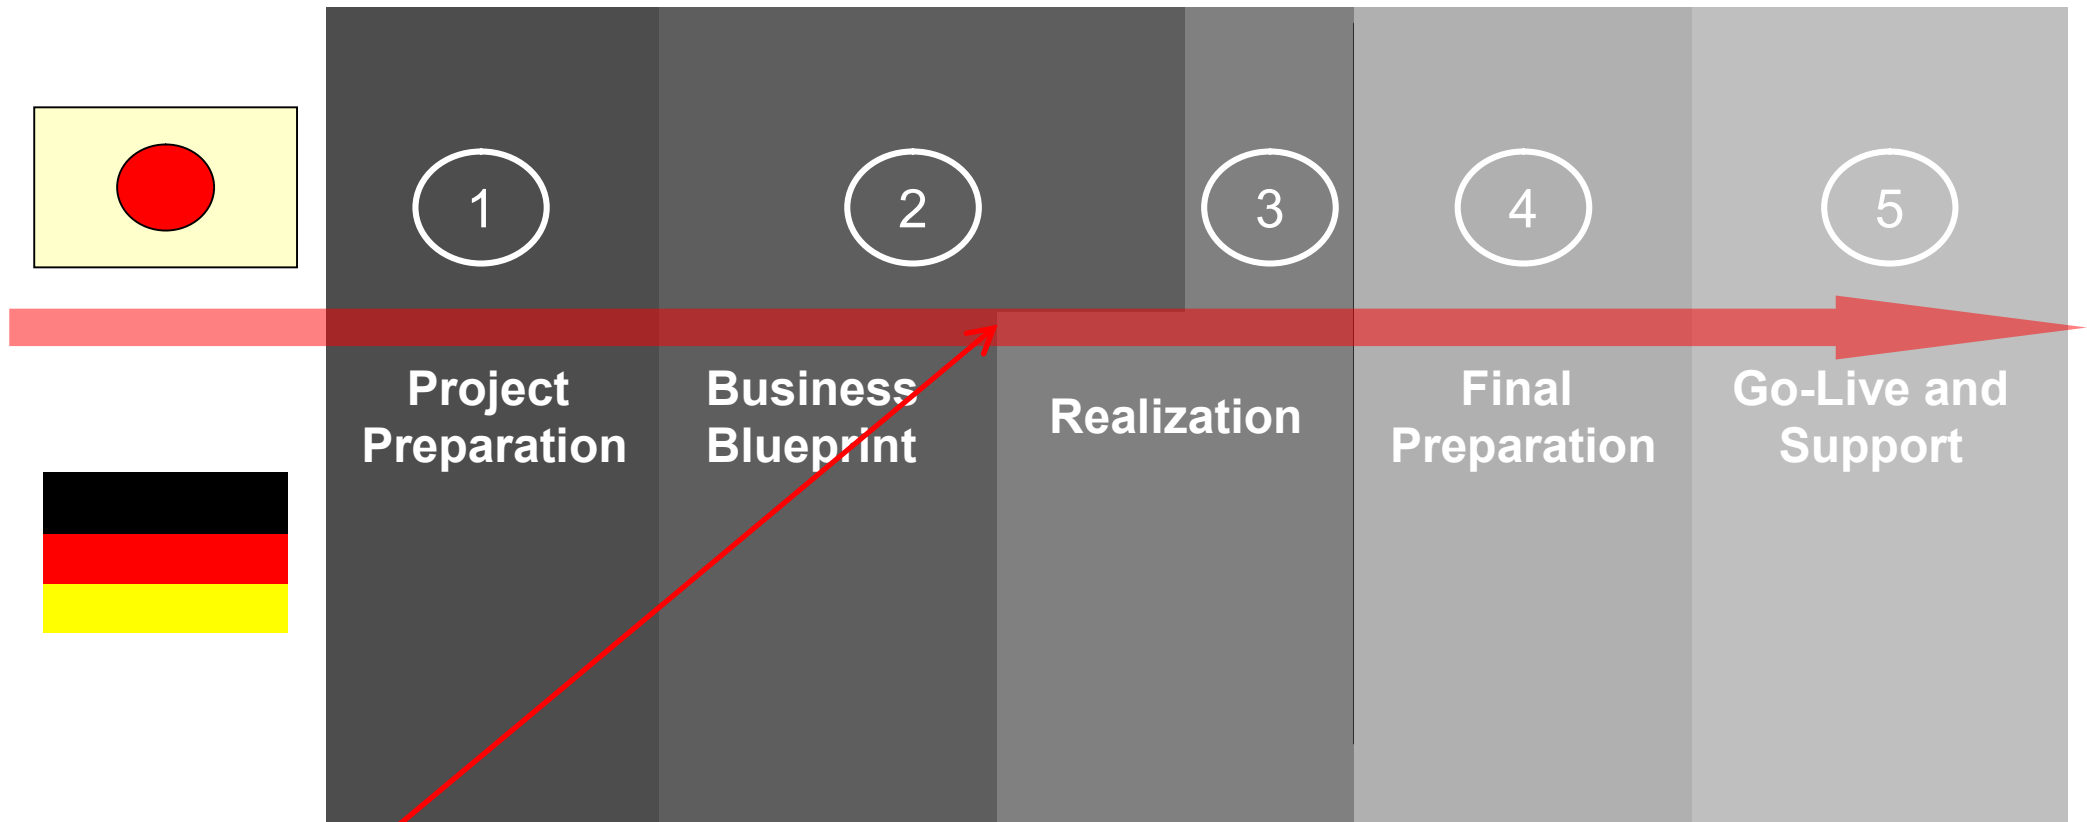 1
2
3
4
5
Project
Preparation
Business
Blueprint
Realization
Final
Preparation
Go-Live and
Support